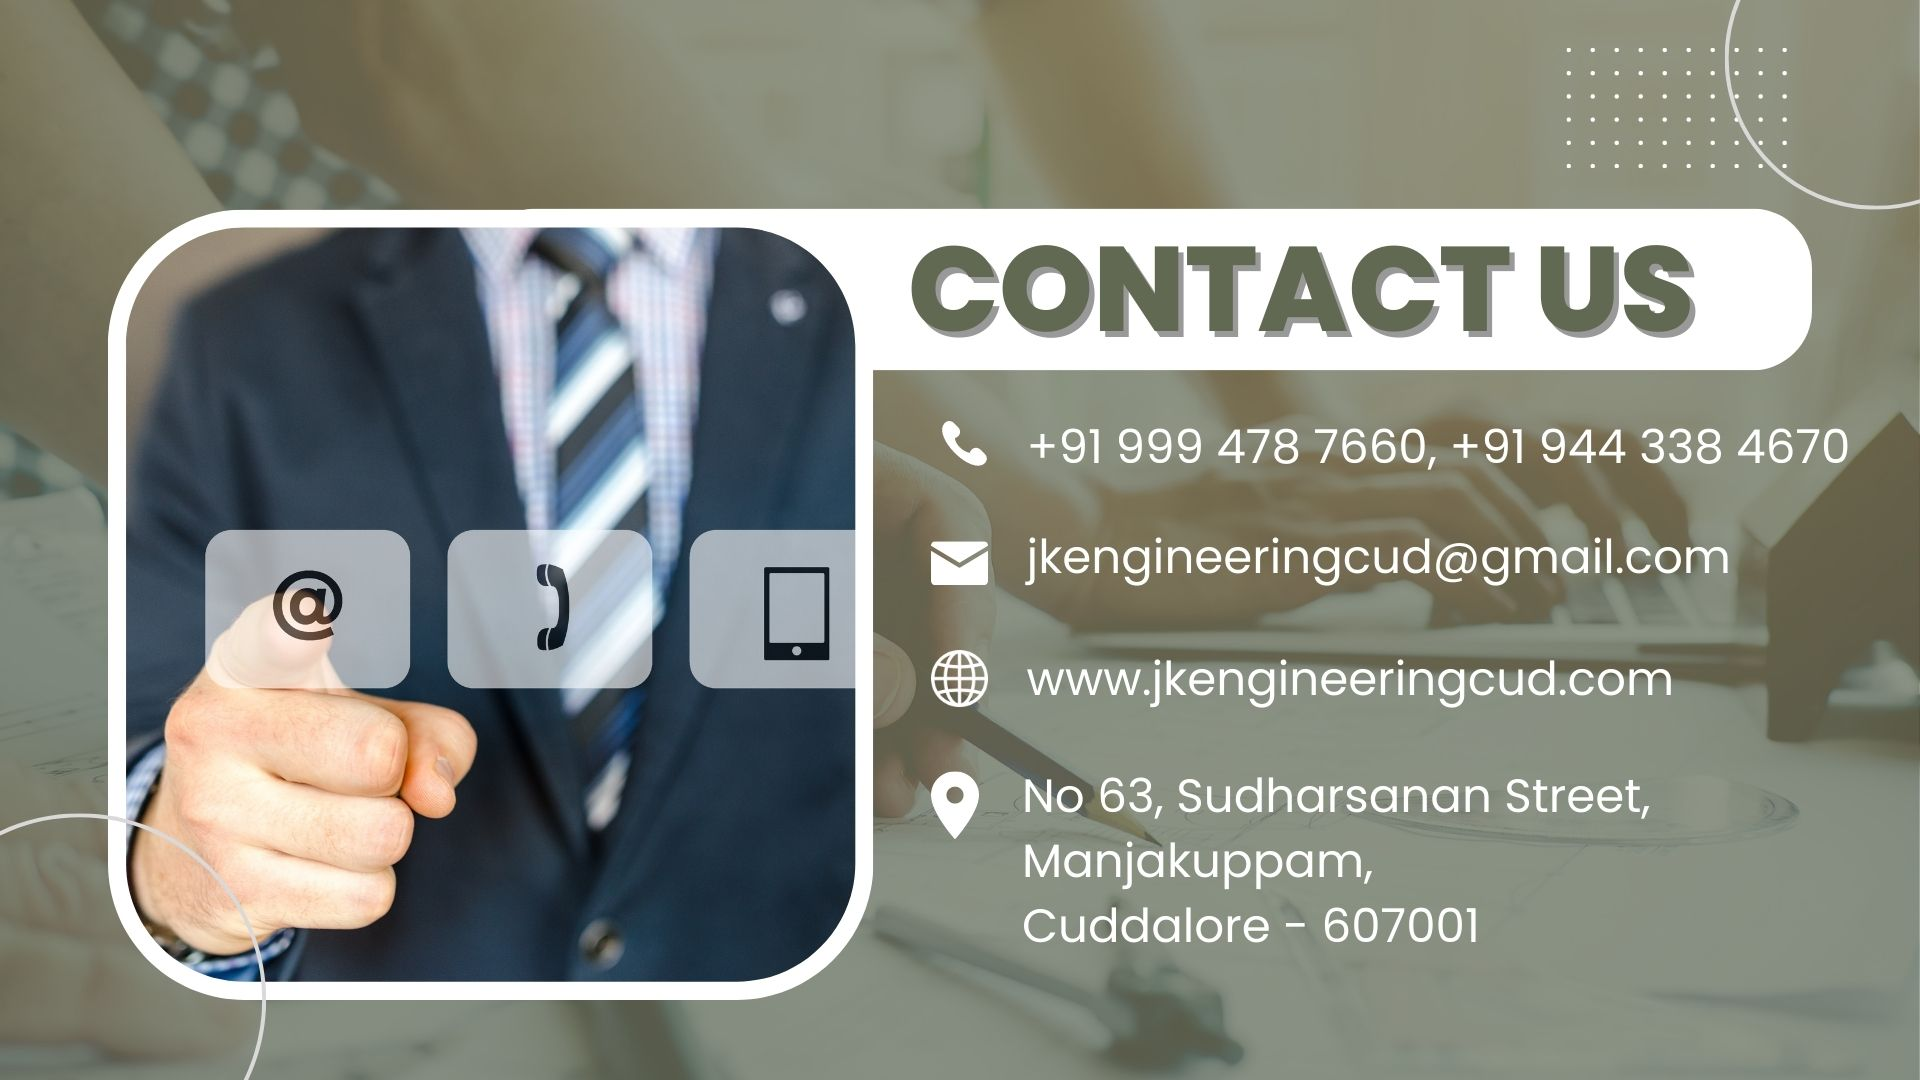 CONTACT US
+91 999 478 7660, +91 944 338 4670
jkengineeringcud@gmail.com
www.jkengineeringcud.com
No 63, Sudharsanan Street,
Manjakuppam,
Cuddalore - 607001
@